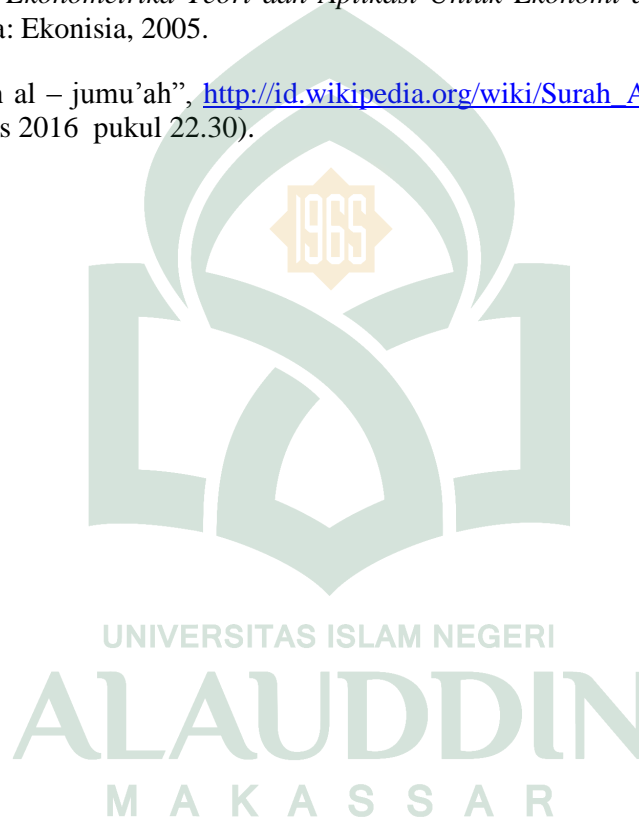 Ekonometrika Teori dan Aplikasi Untuk Ekonomi
a: Ekonisia, 2005.
n al – jumu’ah”, http://id.wikipedia.org/wiki/Surah_A
s 2016 pukul 22.30).
1965
UNIVERSITAS ISLAM NEGERI
ALAUDDIN
MAKASSAR